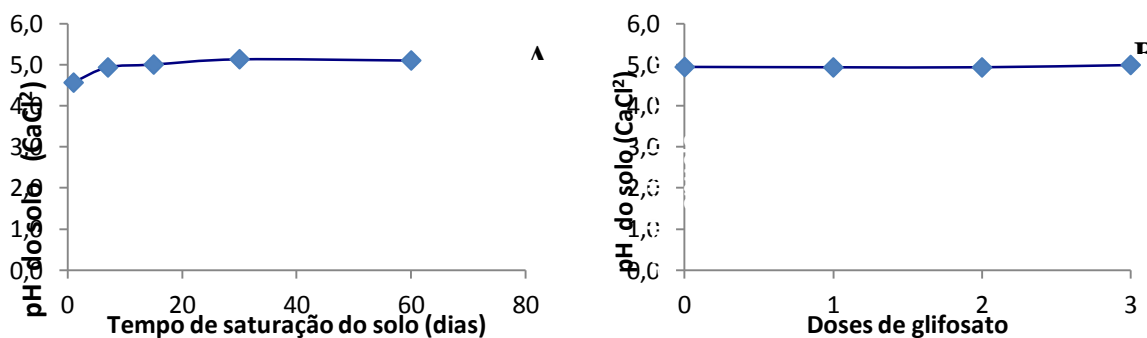 6,0
5,0
4,0
3,0
2,0
1,0
0,0
pH do solo (CaCl²)
A
0 20 40 60 80
Tempo de saturação do solo (dias)
6,0
5,0
4,0
3,0
2,0
1,0
0,0
pH do solo (CaCl²)
0 1 2 3
Doses de glifosato